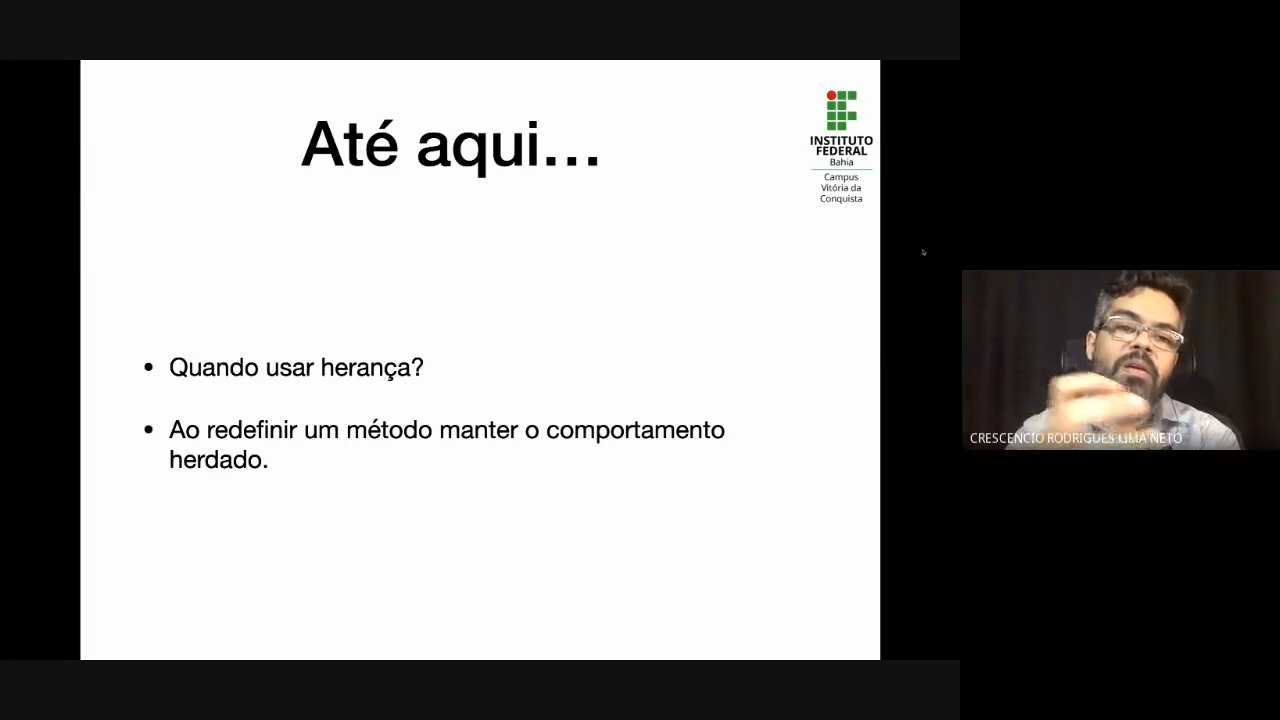 Até aqui...
INSTITUTO
FEDERAL
Bahia
Campus
Vitória da
Conquista
• Quando usar herança?
• Ao redefinir um método manter o comportamento
herdado.
CRESCENCIO RODRIGUES LIMA NETO